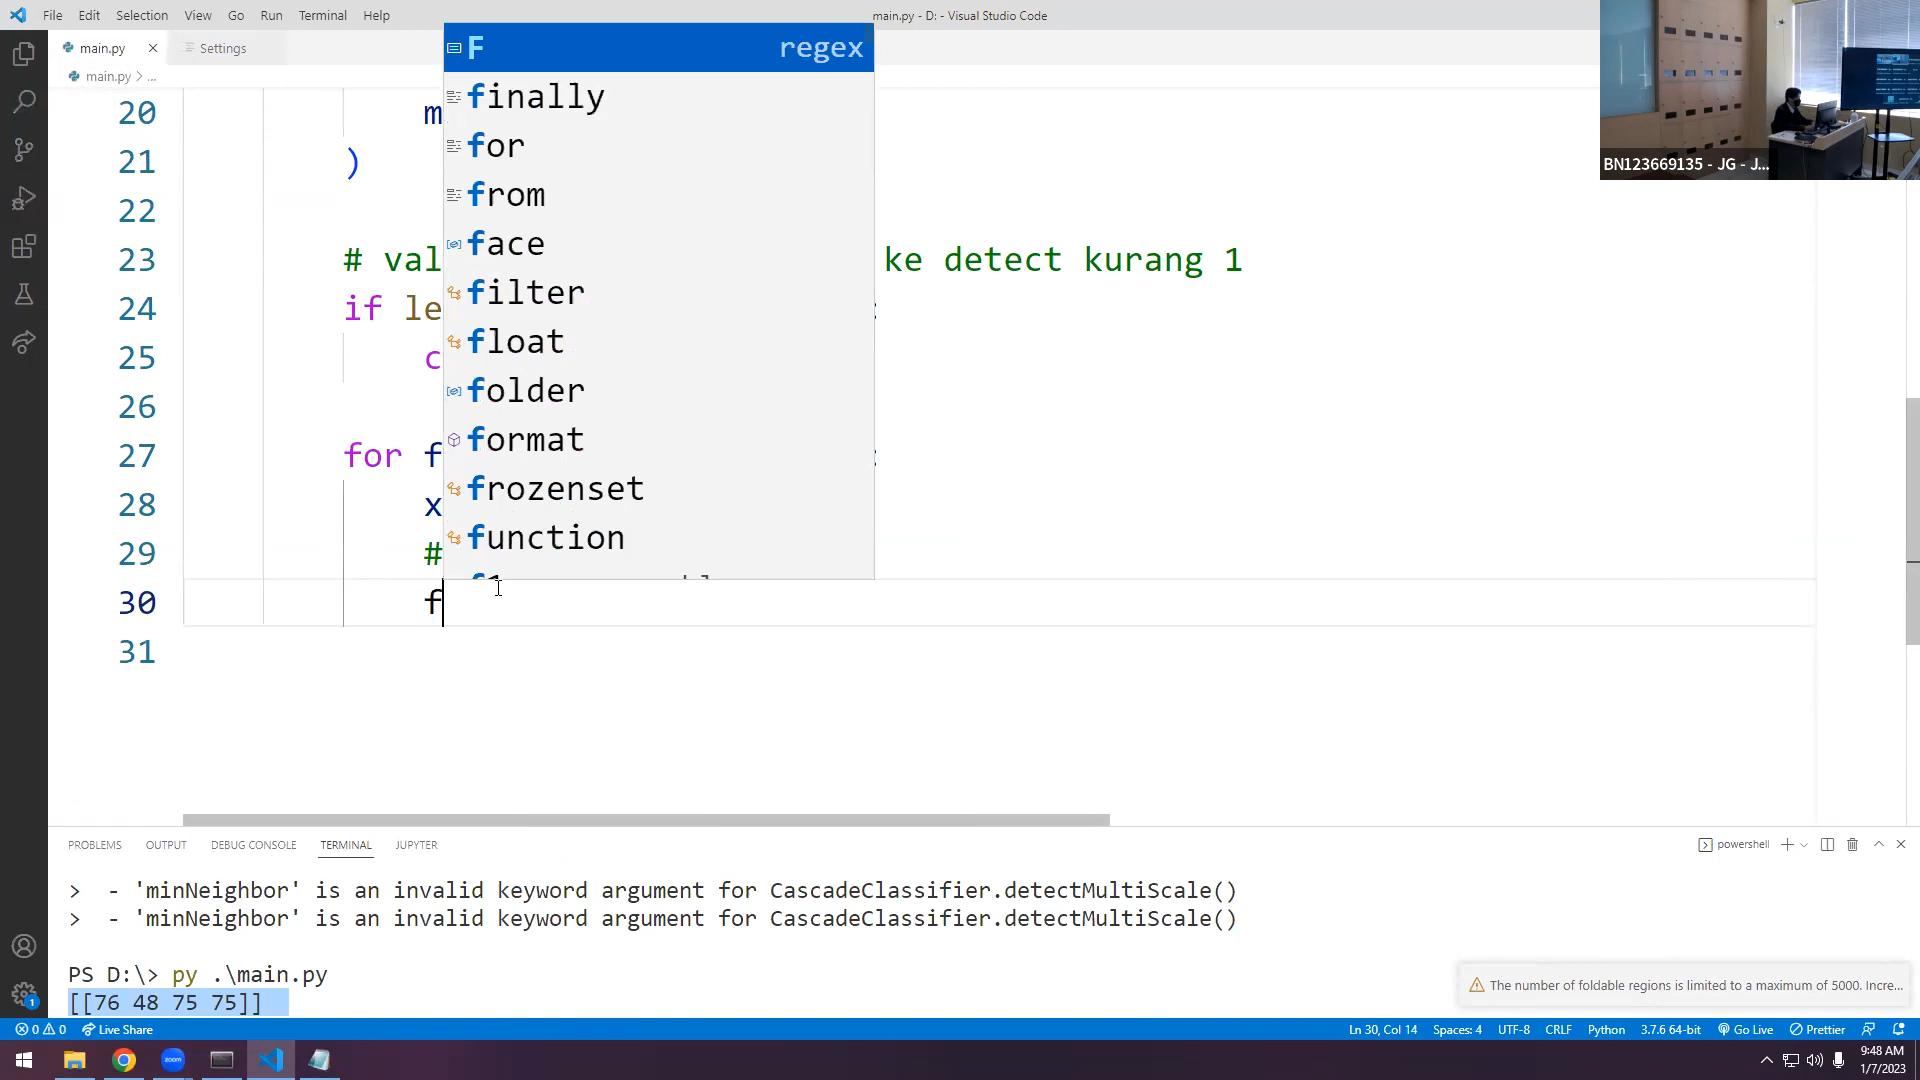 File Edit Selection View Go Run Terminal Help
main.py - D: - Visual Studio Code
main.py Settings
main.py > ...
F regex
finally
for
from
face
filter
float
folder
format
frozenset
function
20 m
21 )
22
23 # val ke detect kurang 1
24 if le :
25 c
26
27 for f :
28 x
29 #
30 f
31
BN123669135 - JG - J...
PROBLEMS OUTPUT DEBUG CONSOLE TERMINAL JUPYTER
powershell
> - 'minNeighbor' is an invalid keyword argument for CascadeClassifier.detectMultiScale()
> - 'minNeighbor' is an invalid keyword argument for CascadeClassifier.detectMultiScale()
PS D:\> py .\main.py
[[76 48 75 75]]
The number of foldable regions is limited to a maximum of 5000. Incre...
1
0 0 Live Share
Ln 30, Col 14 Spaces: 4 UTF-8 CRLF Python 3.7.6 64-bit Go Live Prettier
zoom
9:48 AM
1/7/2023